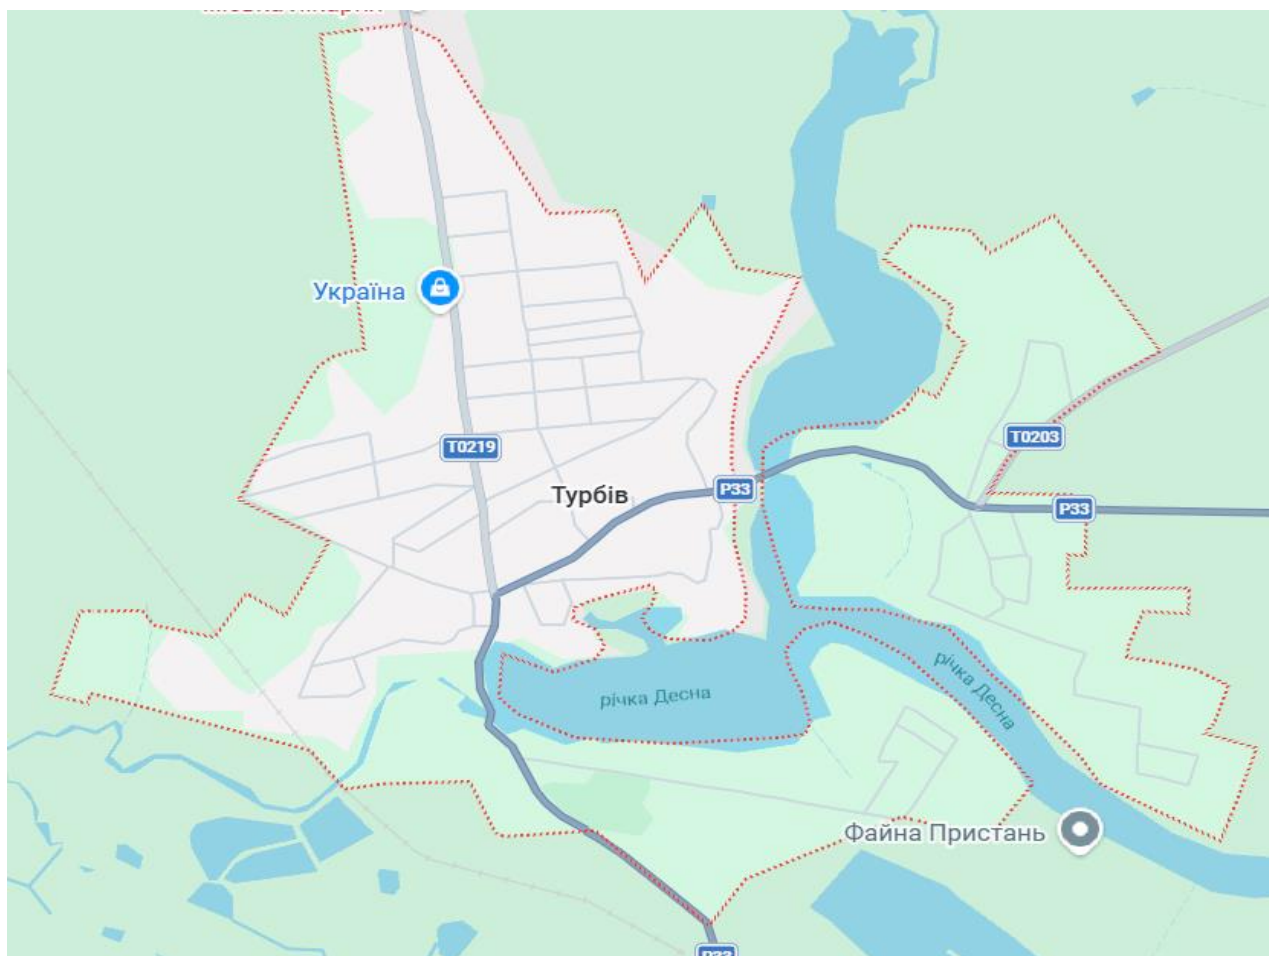 Україна
T0219
T0203
Турбів
P33
P33
річка Десна
річка Десна
Файна Пристань